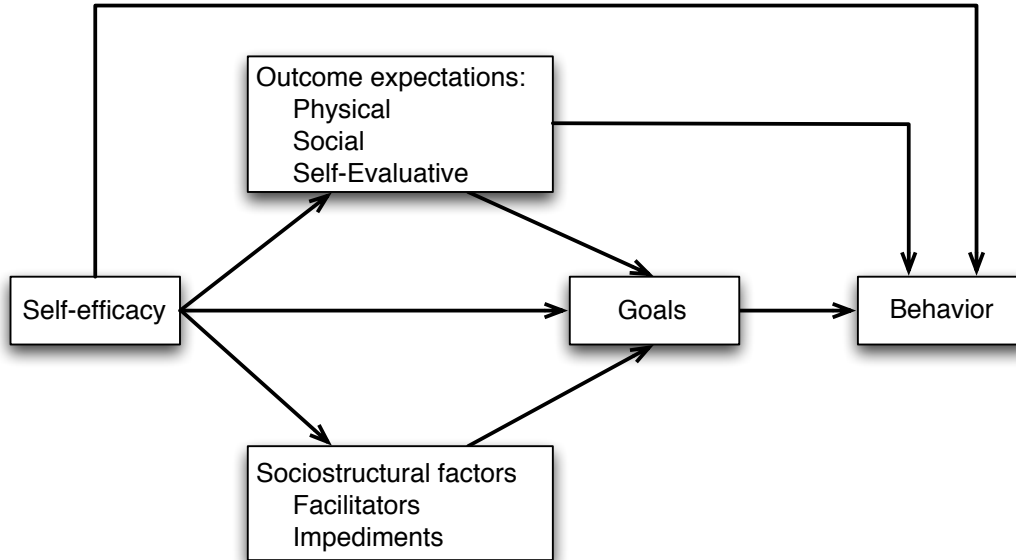 Outcome expectations:
Physical
Social
Self-Evaluative
Self-efficacy
Goals
Behavior
Sociostructural factors
Facilitators
Impediments